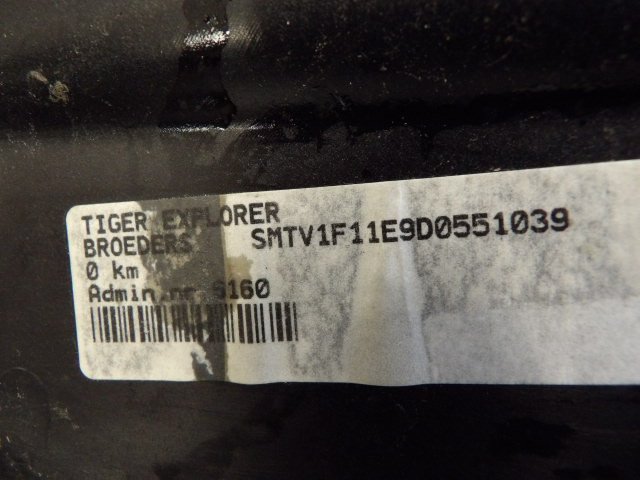 TIGER EXPLORER
BROEDERS SMTV1F11E9D0551039
0 km
Admin.nr 6160